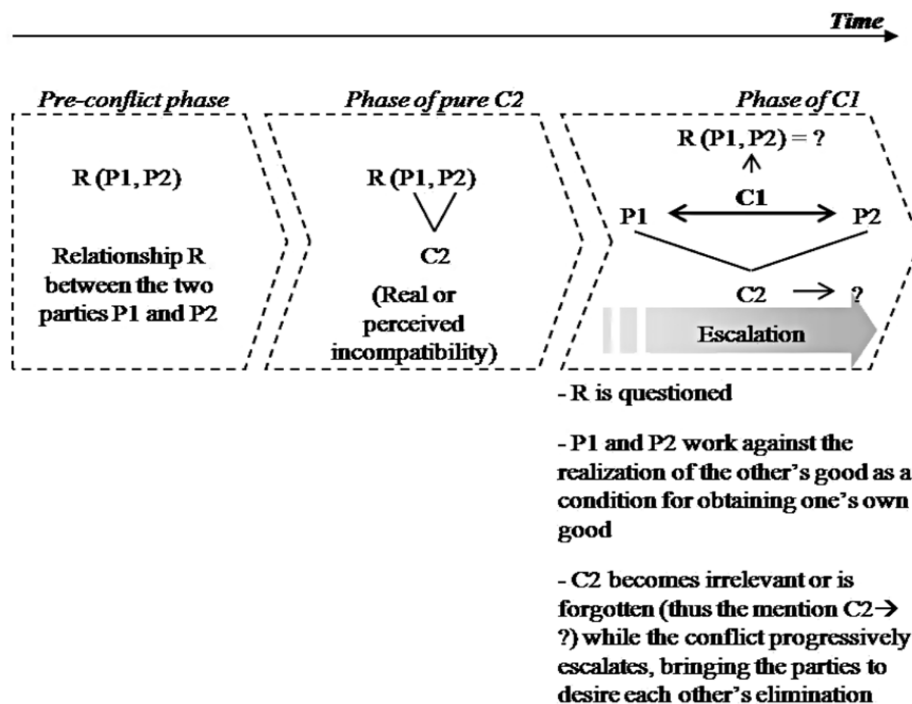 Time
Pre-conflict phase
R (P1, P2)
Relationship R
between the two
parties P1 and P2
Phase of pure C2
R (P1, P2)
C2
(Real or
perceived
incompatibility)
Phase of C1
R (P1, P2) = ?
C1
P1
P2
C2 → ?
Escalation
- R is questioned
- P1 and P2 work against the
realization of the other's good as a
condition for obtaining one's own
good
- C2 becomes irrelevant or is
forgotten (thus the mention C2→
?) while the conflict progressively
escalates, bringing the parties to
desire each other's elimination